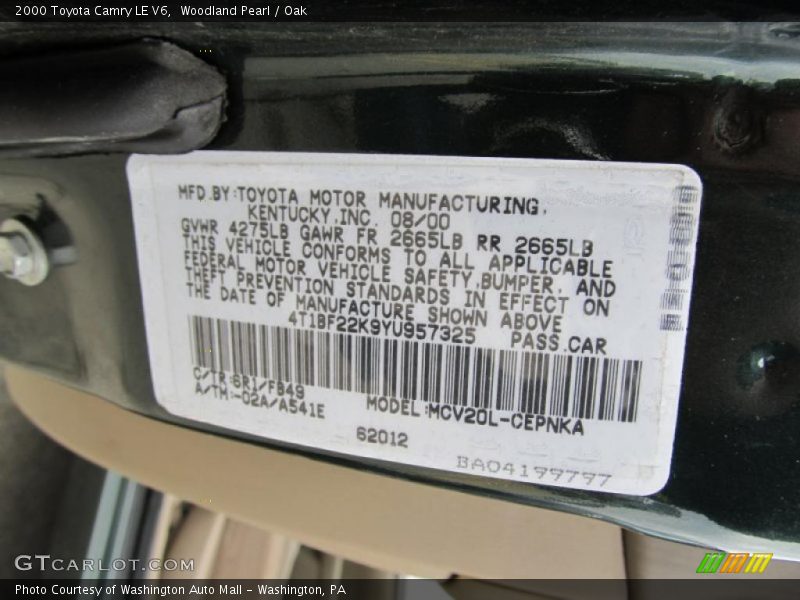 2000 Toyota Camry LE V6,  Woodland Pearl / Oak
MFD.BY:TOYOTA MOTOR MANUFACTURING,
KENTUCKY,INC. 08/00
GVWR 4275LB GAWR FR 2665LB RR 2665LB
THIS VEHICLE CONFORMS TO ALL APPLICABLE
FEDERAL MOTOR VEHICLE SAFETY,BUMPER, AND
THEFT PREVENTION STANDARDS IN EFFECT ON
THE DATE OF MANUFACTURE SHOWN ABOVE
4T1BF22K9YU957325 PASS.CAR
C/TR:6R1/FB49
A/TM:-02A/A541E
MODEL:MCV20L-CEPNKA
62012
BA04199797
GTCARLOT.COM
Photo Courtesy of Washington Auto Mall - Washington, PA